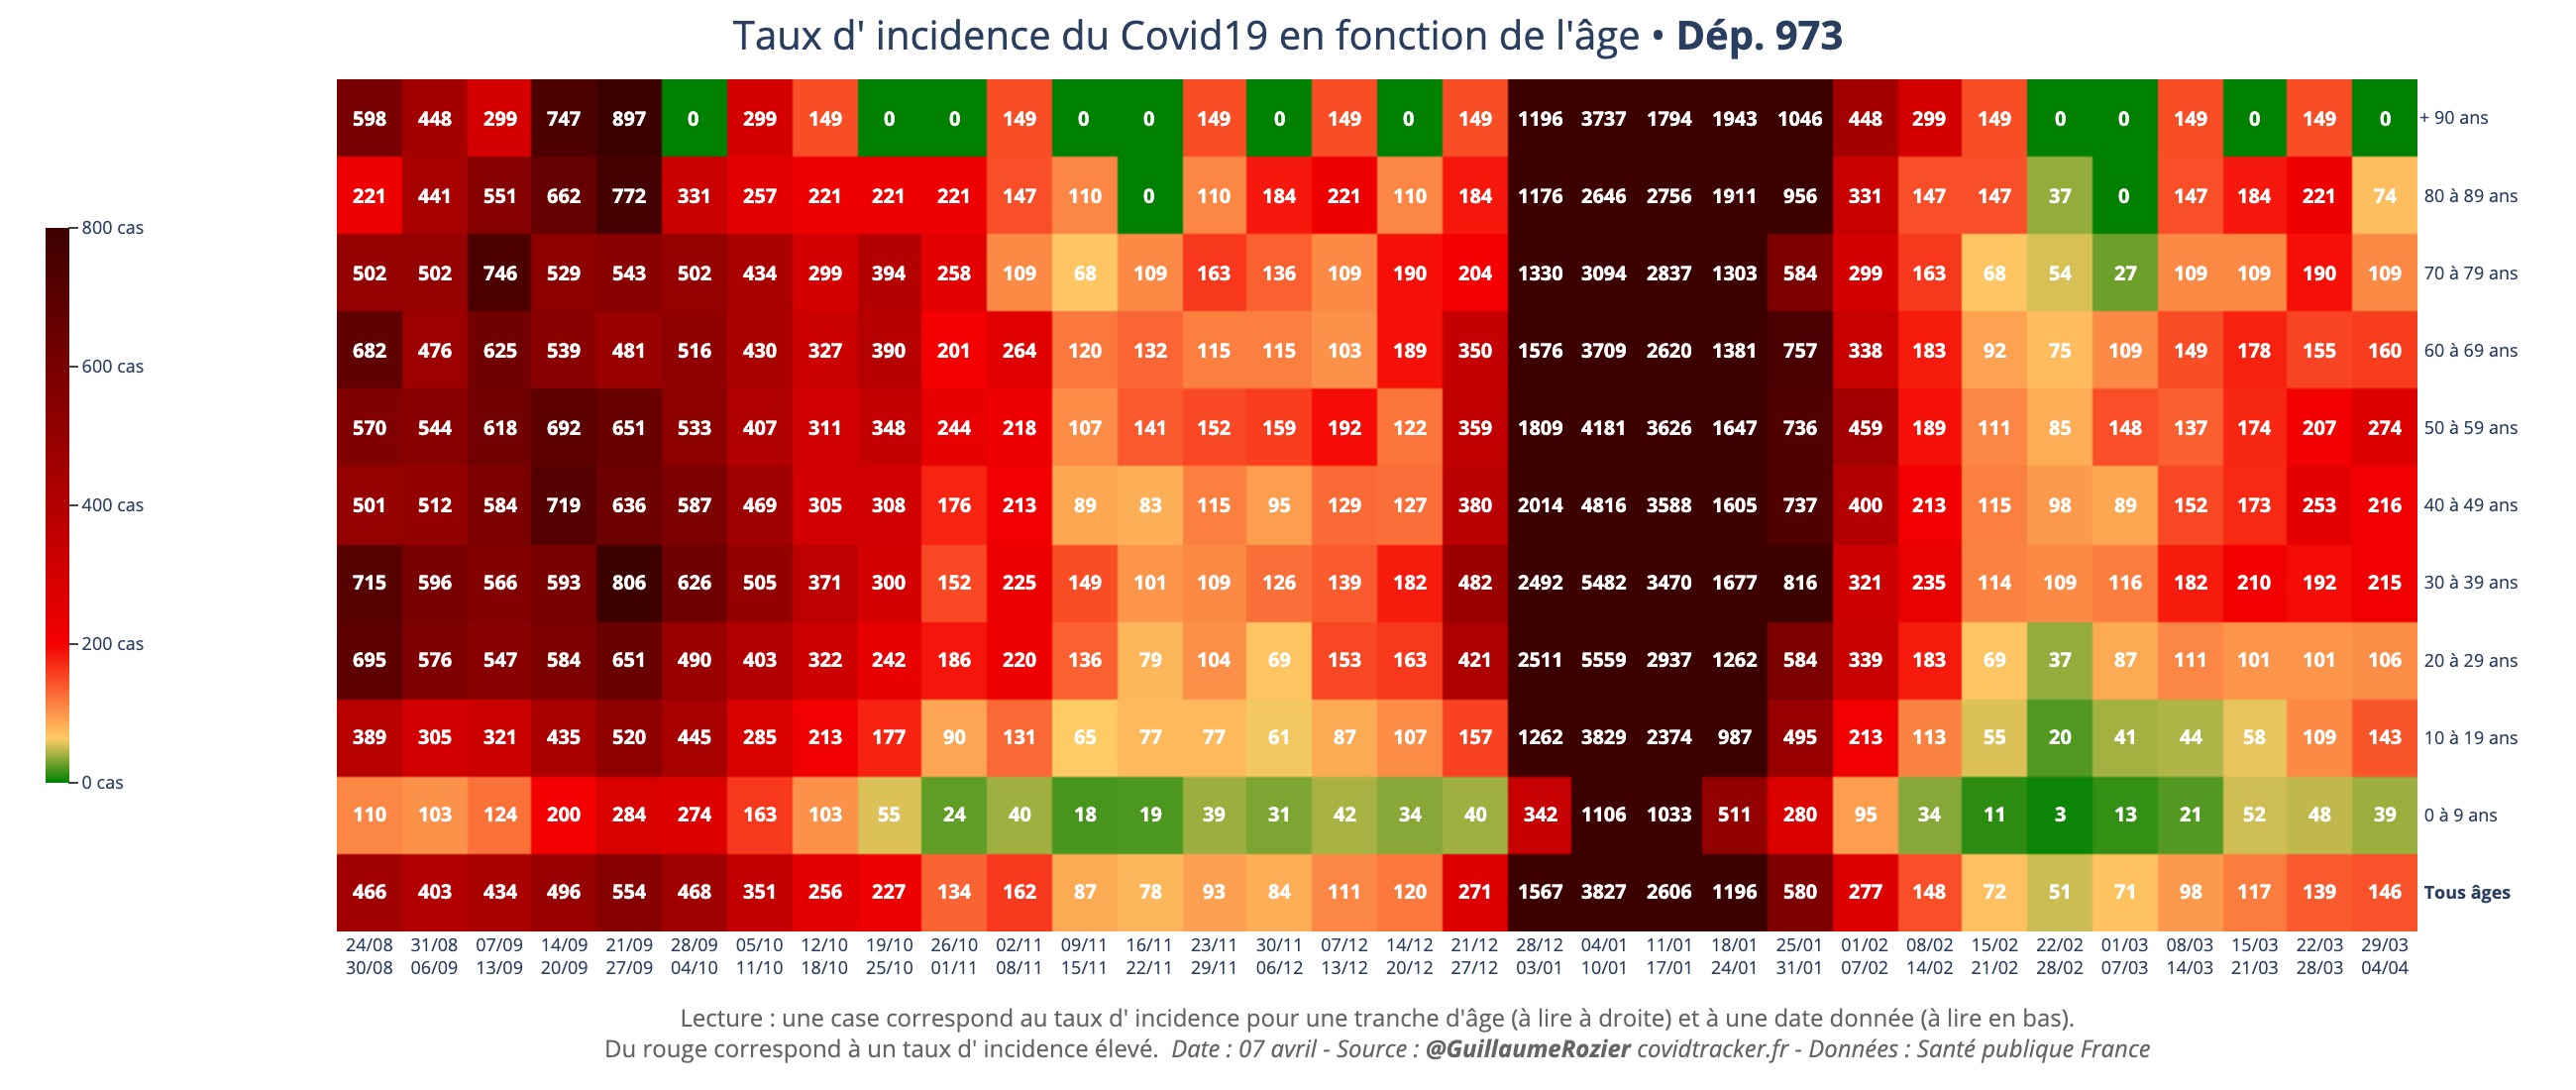 Taux d' incidence du Covid19 en fonction de l'âge • Dép. 973
598 448 299 747 897 0 299 149 0 0 149 0 0 149 0 149 0 149 1196 3737 1794 1943 1046 448 299 149 0 0 149 0 149 0 + 90 ans
221 441 551 662 772 331 257 221 221 221 147 110 0 110 184 221 110 184 1176 2646 2756 1911 956 331 147 147 37 0 147 184 221 74 80 à 89 ans
800 cas
502 502 746 529 543 502 434 299 394 258 109 68 109 163 136 109 190 204 1330 3094 2837 1303 584 299 163 68 54 27 109 109 190 109 70 à 79 ans
682 476 625 539 481 516 430 327 390 201 264 120 132 115 115 103 189 350 1576 3709 2620 1381 757 338 183 92 75 109 149 178 155 160 60 à 69 ans
600 cas
570 544 618 692 651 533 407 311 348 244 218 107 141 152 159 192 122 359 1809 4181 3626 1647 736 459 189 111 85 148 137 174 207 274 50 à 59 ans
400 cas
501 512 584 719 636 587 469 305 308 176 213 89 83 115 95 129 127 380 2014 4816 3588 1605 737 400 213 115 98 89 152 173 253 216 40 à 49 ans
715 596 566 593 806 626 505 371 300 152 225 149 101 109 126 139 182 482 2492 5482 3470 1677 816 321 235 114 109 116 182 210 192 215 30 à 39 ans
200 cas
695 576 547 584 651 490 403 322 242 186 220 136 79 104 69 153 163 421 2511 5559 2937 1262 584 339 183 69 37 87 111 101 101 106 20 à 29 ans
389 305 321 435 520 445 285 213 177 90 131 65 77 77 61 87 107 157 1262 3829 2374 987 495 213 113 55 20 41 44 58 109 143 10 à 19 ans
0 cas
110 103 124 200 284 274 163 103 55 24 40 18 19 39 31 42 34 40 342 1106 1033 511 280 95 34 11 3 13 21 52 48 39 0 à 9 ans
466 403 434 496 554 468 351 256 227 134 162 87 78 93 84 111 120 271 1567 3827 2606 1196 580 277 148 72 51 71 98 117 139 146 Tous âges
24/08 31/08 07/09 14/09 21/09 28/09 05/10 12/10 19/10 26/10 02/11 09/11 16/11 23/11 30/11 07/12 14/12 21/12 28/12 04/01 11/01 18/01 25/01 01/02 08/02 15/02 22/02 01/03 08/03 15/03 22/03 29/03
30/08 06/09 13/09 20/09 27/09 04/10 11/10 18/10 25/10 01/11 08/11 15/11 22/11 29/11 06/12 13/12 20/12 27/12 03/01 10/01 17/01 24/01 31/01 07/02 14/02 21/02 28/02 07/03 14/03 21/03 28/03 04/04
Lecture : une case correspond au taux d' incidence pour une tranche d'âge (à lire à droite) et à une date donnée (à lire en bas).
Du rouge correspond à un taux d' incidence élevé. Date : 07 avril - Source : @GuillaumeRozier covidtracker.fr - Données : Santé publique France